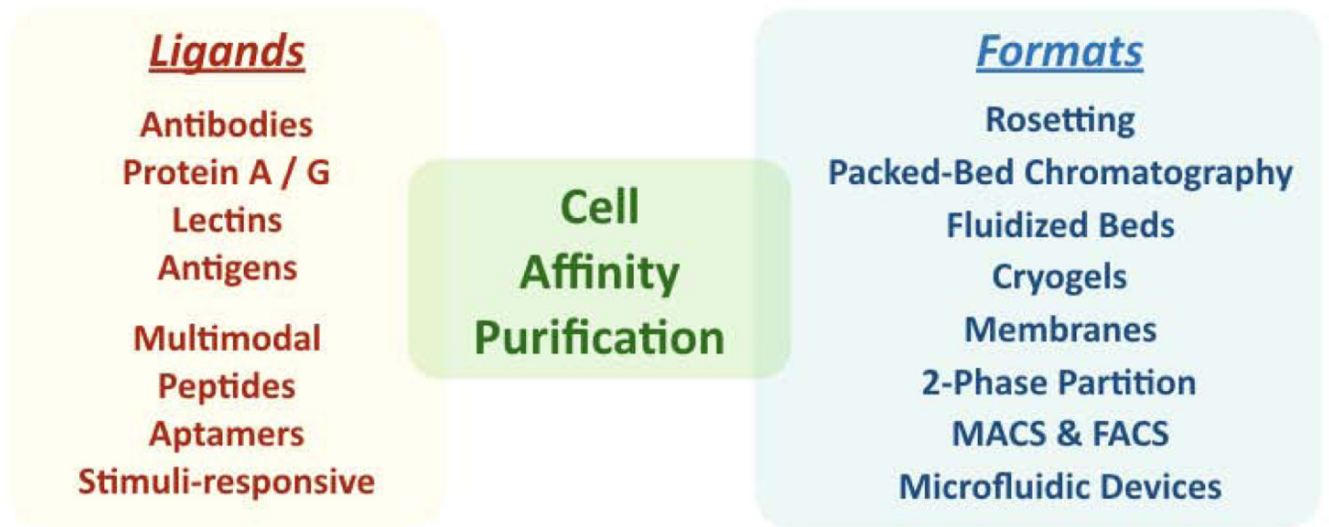 Ligands
Antibodies
Protein A / G
Lectins
Antigens
Multimodal
Peptides
Aptamers
Stimuli-responsive
Cell
Affinity
Purification
Formats
Rosetting
Packed-Bed Chromatography
Fluidized Beds
Cryogels
Membranes
2-Phase Partition
MACS & FACS
Microfluidic Devices